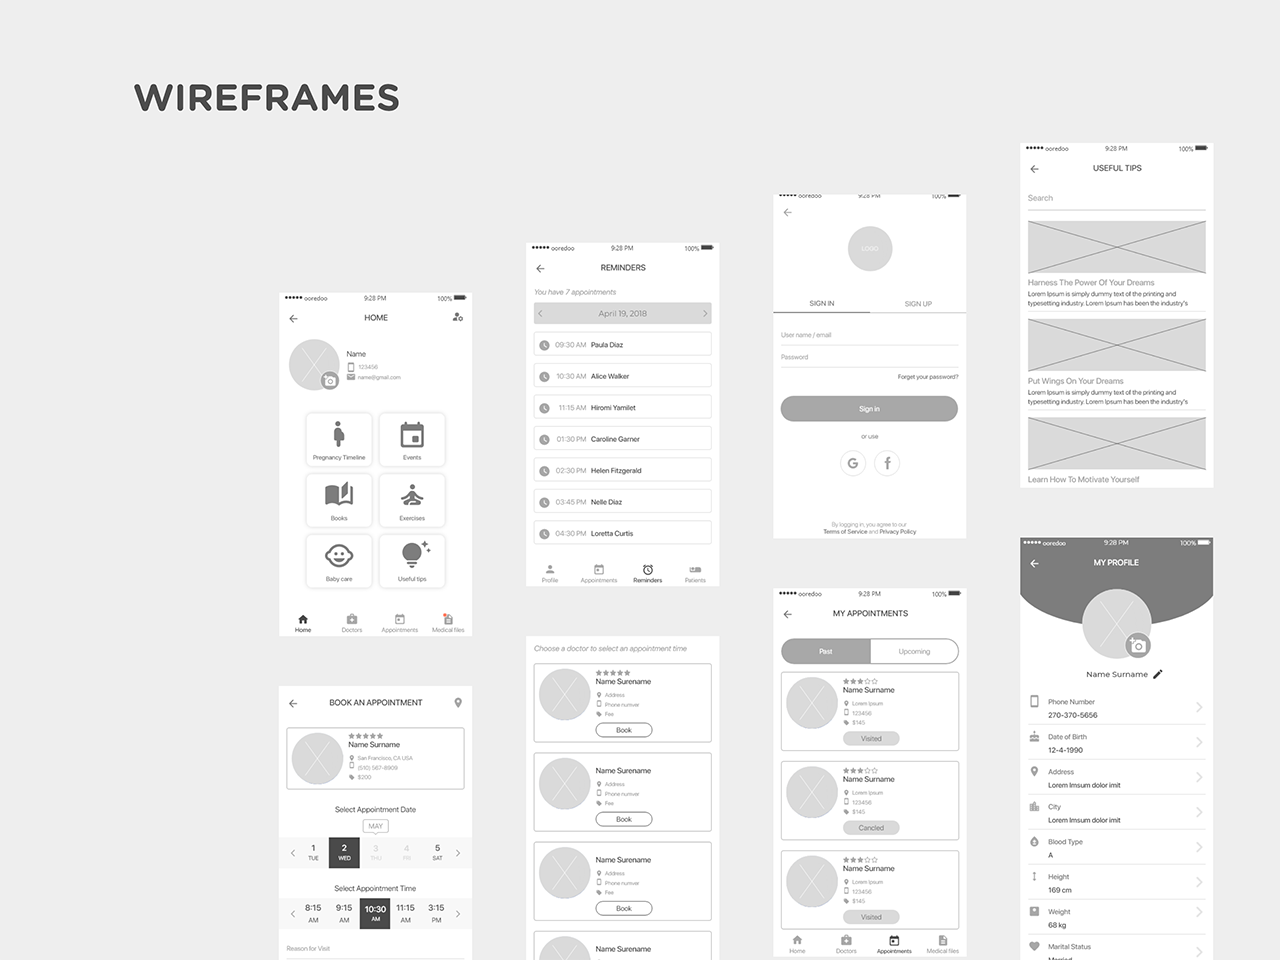 WIREFRAMES
ooredoo 9:28 PM 100%
HOME
Name
123456
name@gmail.com
Pregnancy Timeline Events
Books Exercises
Baby care Useful tips
Home Doctors Appointments Medical files
BOOK AN APPOINTMENT
Name Surname
San Francisco, CA USA
(510) 567-8909
$200
Select Appointment Date
MAY
1 2 3 4 5
TUE WED THU FRI SAT
Select Appointment Time
8:15 9:15 10:30 11:15 3:15
AM AM AM AM PM
Reason for Visit
ooredoo 9:28 PM 100%
REMINDERS
You have 7 appointments
April 19, 2018
09:30 AM Paula Diaz
10:30 AM Alice Walker
11:15 AM Hiromi Yamilet
01:30 PM Caroline Garner
02:30 PM Helen Fitzgerald
03:45 PM Nelle Diaz
04:30 PM Loretta Curtis
Profile Appointments Reminders Patients
Choose a doctor to select an appointment time
Name Surename
Address
Phone numver
Fee
Book
Name Surename
Address
Phone numver
Fee
Book
Name Surename
Address
Phone numver
Fee
Book
Name Surename
Address
ooredoo 9:28 PM 100%
LOGO
SIGN IN SIGN UP
User name / email
Password
Forget your password?
Sign in
or use
G f
By logging in, you agree to our
Terms of Service and Privacy Policy
ooredoo 9:28 PM 100%
MY APPOINTMENTS
Past Upcoming
Name Surname
Lorem Ipsum
123456
$145
Visited
Name Surname
Lorem Ipsum
123456
$145
Cancled
Name Surname
Lorem Ipsum
123456
$145
Visited
Home Doctors Appointments Medical files
ooredoo 9:28 PM 100%
USEFUL TIPS
Search
Harness The Power Of Your Dreams
Lorem Ipsum is simply dummy text of the printing and
typesetting industry. Lorem Ipsum has been the industry's
Put Wings On Your Dreams
Lorem Ipsum is simply dummy text of the printing and
typesetting industry. Lorem Ipsum has been the industry's
Learn How To Motivate Yourself
ooredoo 9:28 PM 100%
MY PROFILE
Name Surname
Phone Number
270-370-5656
Date of Birth
12-4-1990
Address
Lorem Imsum dolor imit
City
Lorem Imsum dolor imit
Blood Type
A
Height
169 cm
Weight
68 kg
Marital Status
Married